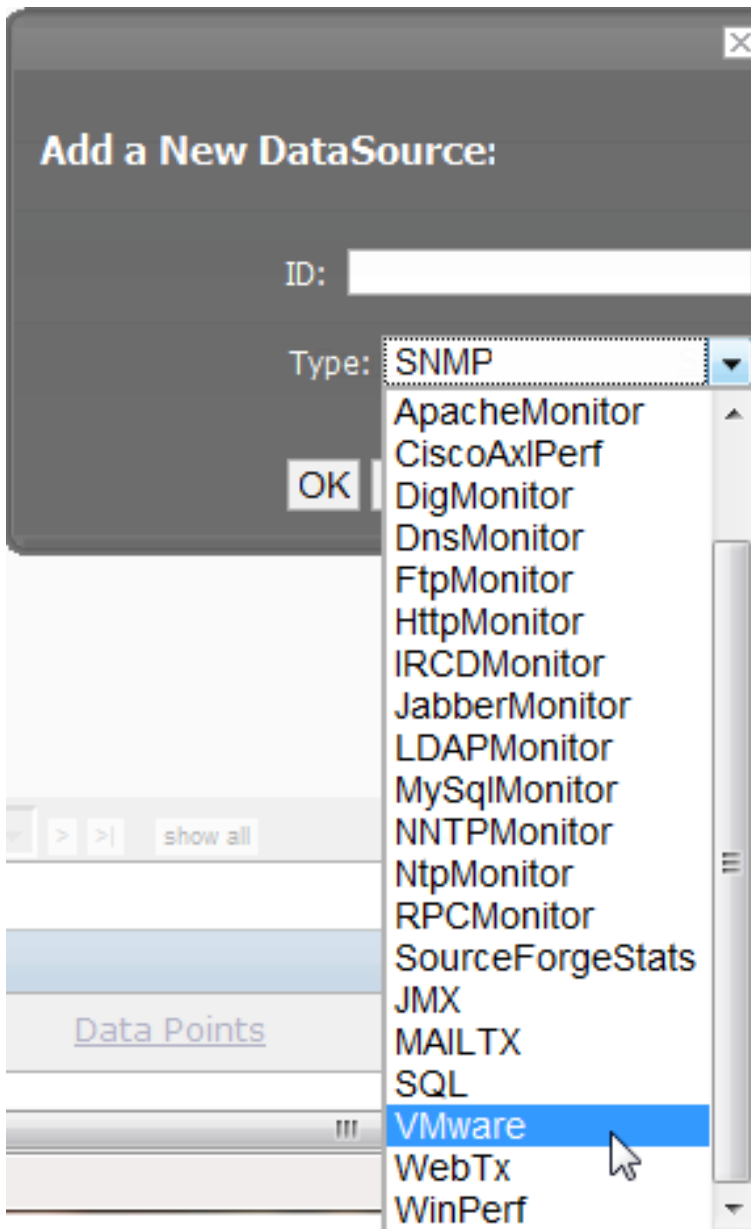 Add a New DataSource:
ID:
Type: SNMP
ApacheMonitor
CiscoAxlPerf
OK
DigMonitor
DnsMonitor
FtpMonitor
HttpMonitor
IRCDMonitor
JabberMonitor
LDAPMonitor
MySqlMonitor
> >| show all
NNTPMonitor
NtpMonitor
RPCMonitor
SourceForgeStats
JMX
Data Points
MAILTX
SQL
VMware
WebTx
WinPerf